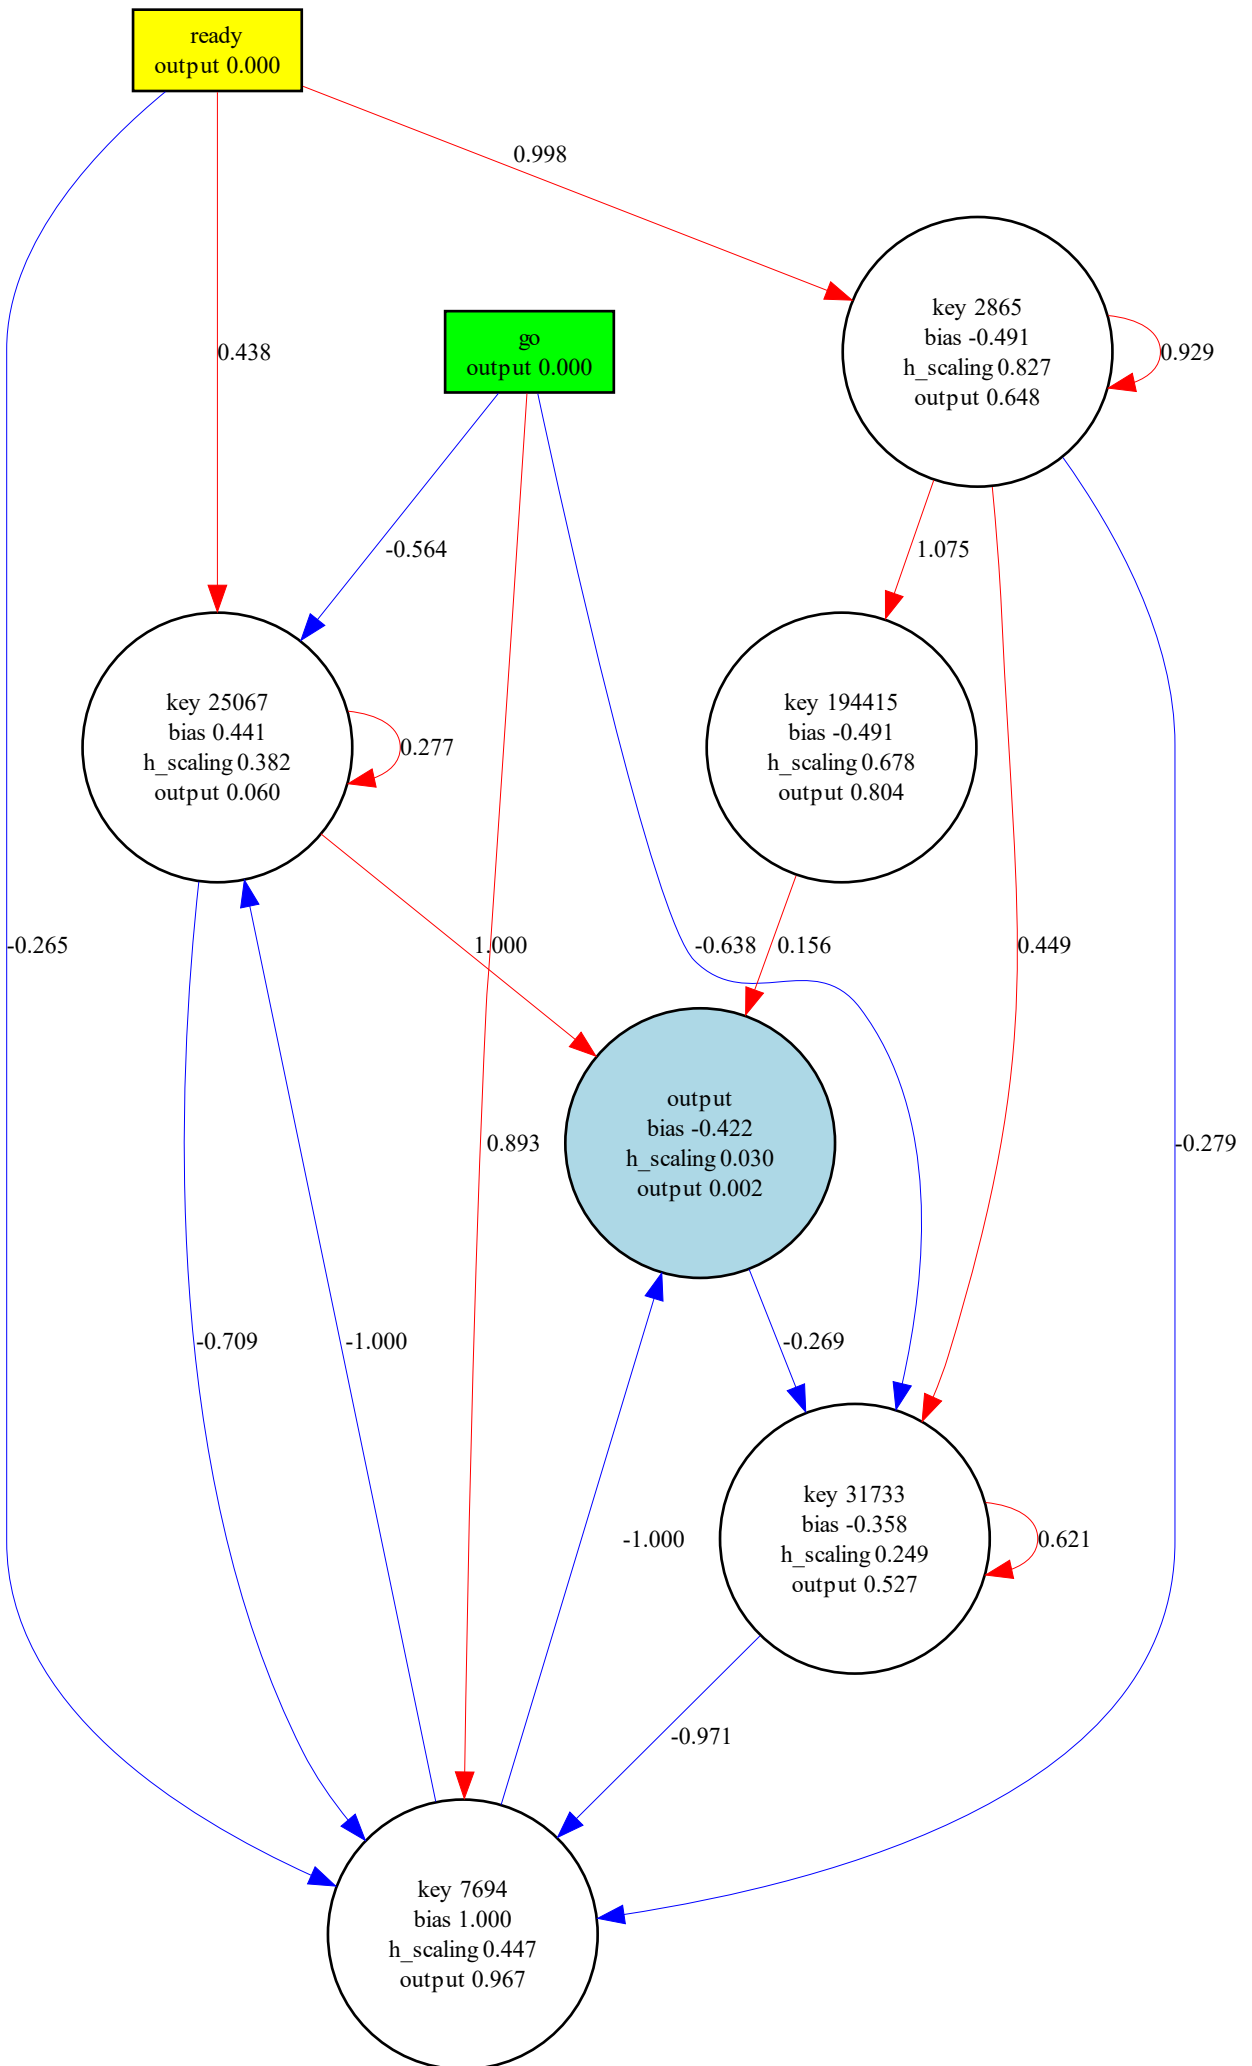 ready
output 0.000
0.998
go
output 0.000
key 2865
bias -0.491
h_scaling 0.827
output 0.648
0.929
0.438
-0.564
1.075
key 25067
bias 0.441
h_scaling 0.382
output 0.060
0.277
key 194415
bias -0.491
h_scaling 0.678
output 0.804
-0.265
1.000
-0.638
0.156
0.449
output
bias -0.422
h_scaling 0.030
output 0.002
0.893
-0.279
-0.709
-1.000
-0.269
key 31733
bias -0.358
h_scaling 0.249
output 0.527
-1.000
0.621
-0.971
key 7694
bias 1.000
h_scaling 0.447
output 0.967